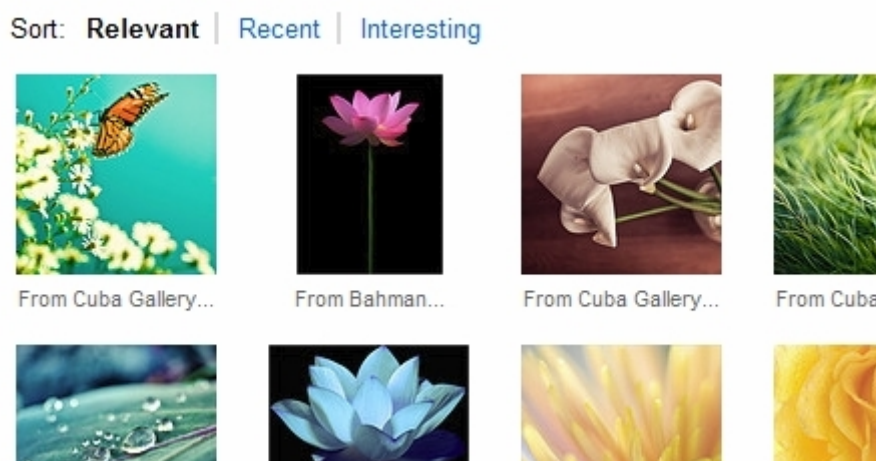 Sort: Relevant | Recent | Interesting
From Cuba Gallery... From Bahman... From Cuba Gallery... From Cuba